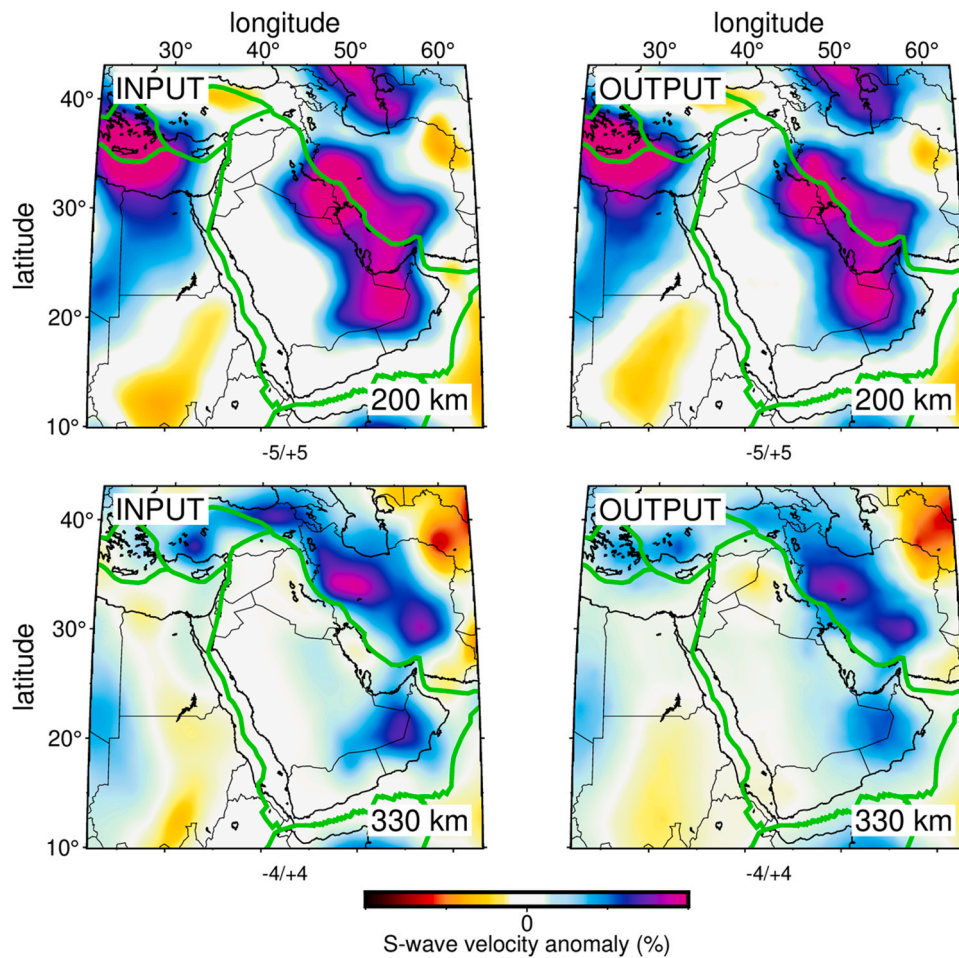 longitude
longitude
30° 40° 50° 60°
30° 40° 50° 60°
INPUT
OUTPUT
40°
30°
20°
10°
latitude
200 km
200 km
-5/+5
-5/+5
INPUT
OUTPUT
40°
30°
20°
10°
latitude
330 km
330 km
-4/+4
-4/+4
0
S-wave velocity anomaly (%)